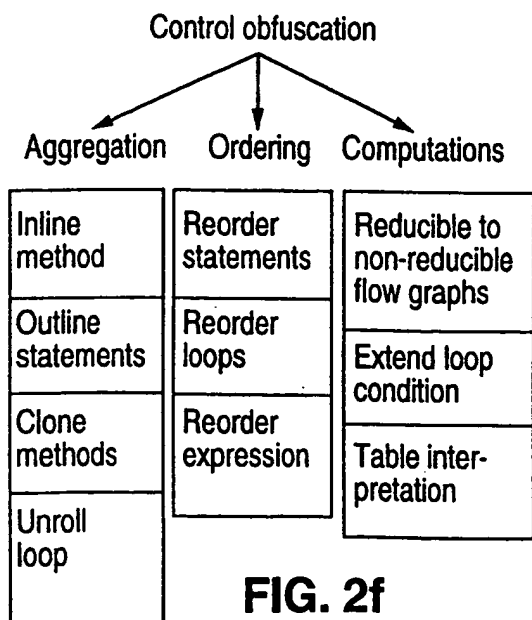 Control obfuscation
Aggregation
Ordering
Computations
Inline
method
Outline
statements
Clone
methods
Unroll
loop
Reorder
statements
Reorder
loops
Reorder
expression
Reducible to
non-reducible
flow graphs
Extend loop
condition
Table inter-
pretation
FIG. 2f